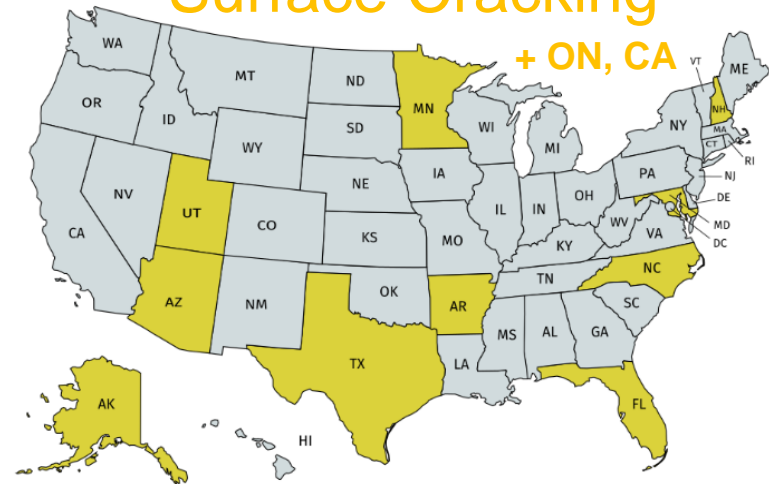 Surface Cracking
+ ON, CA
WA
MT
ND
MN
VT
ME
OR
ID
SD
WI
NH
WY
MI
NY
MA
CT
RI
NV
UT
NE
IA
PA
NJ
CA
CO
IL
IN
OH
DE
KS
MO
WV
VA
MD
KY
DC
AZ
NM
OK
AR
TN
NC
SC
MS
AL
GA
TX
LA
AK
FL
HI